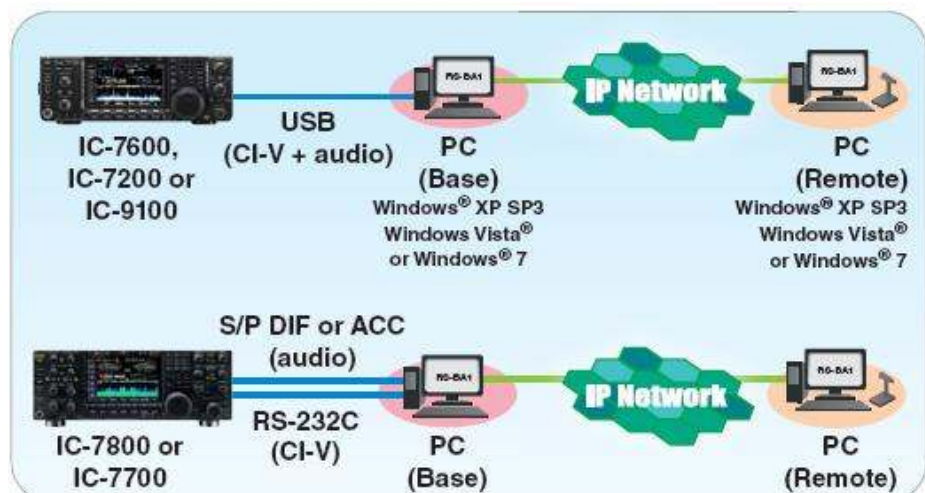 RS-BA1
IP Network
RS-BA1
USB
(CI-V + audio)
IC-7600,
IC-7200 or
IC-9100
PC
(Base)
Windows® XP SP3
Windows Vista®
or Windows® 7
PC
(Remote)
Windows® XP SP3
Windows Vista®
or Windows® 7
S/P DIF or ACC
(audio)
RS-BA1
IP Network
RS-BA1
RS-232C
(CI-V)
IC-7800 or
IC-7700
PC
(Base)
PC
(Remote)